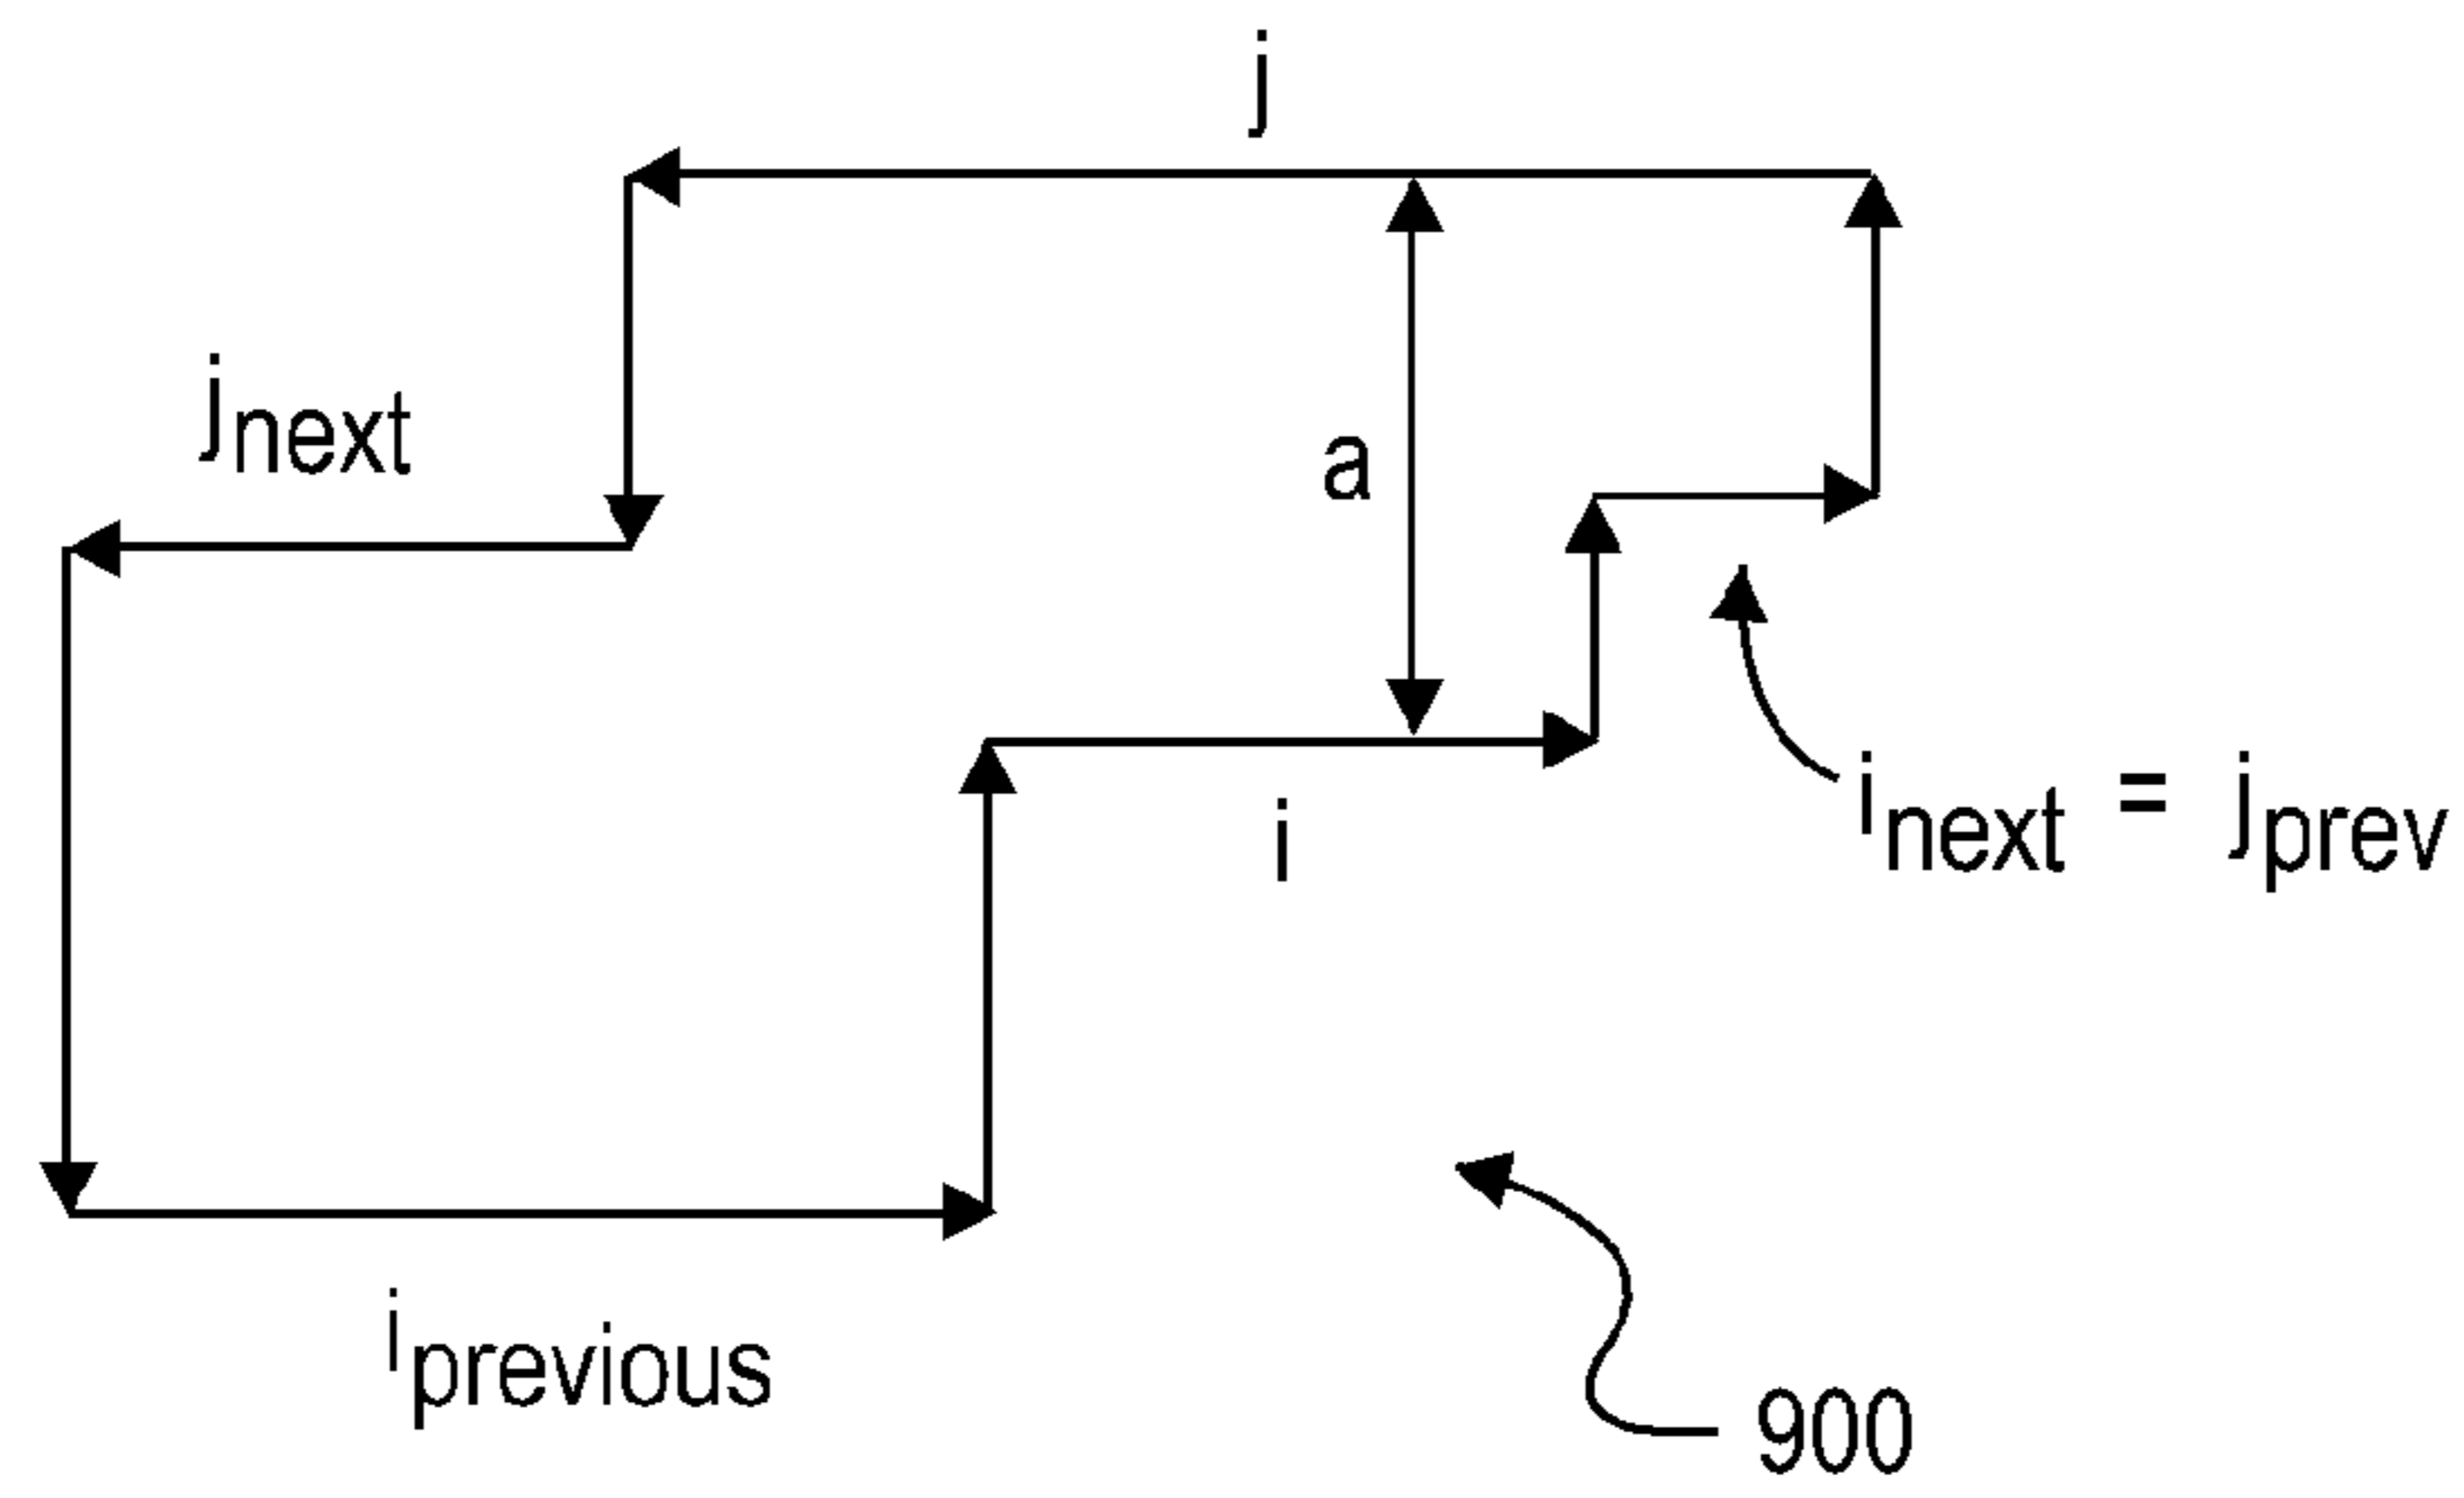 j
jnext
a
i
inext = jprev
iprevious
900